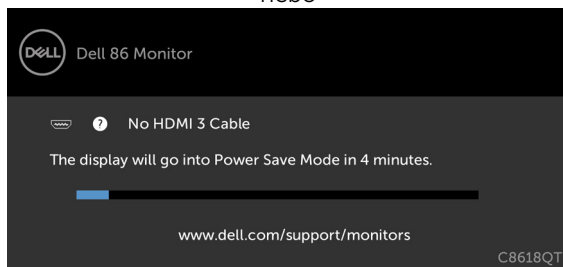 nebo
DELL
Dell 86 Monitor
? No HDMI 3 Cable
The display will go into Power Save Mode in 4 minutes.
www.dell.com/support/monitors
C8618QT